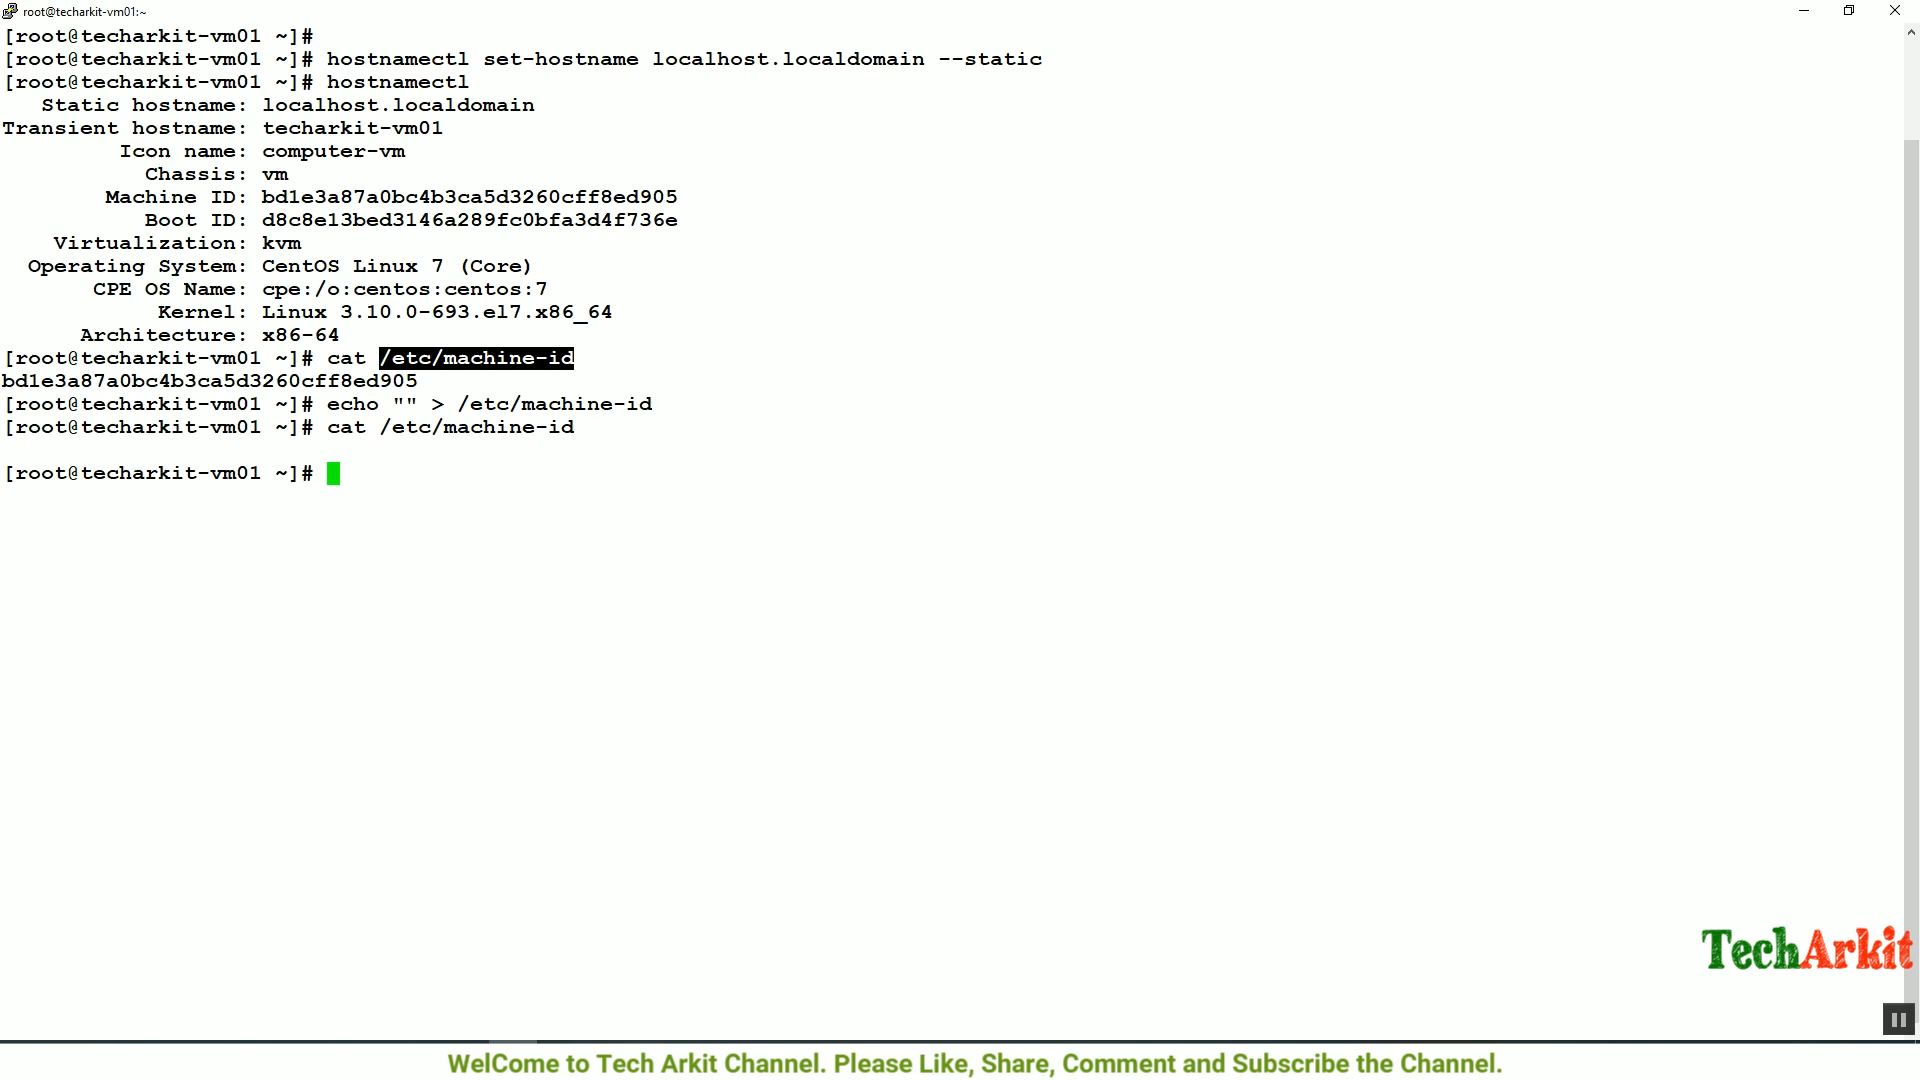 root@techarkit-vm01:~
[root@techarkit-vm01 ~]#
[root@techarkit-vm01 ~]# hostnamectl set-hostname localhost.localdomain --static
[root@techarkit-vm01 ~]# hostnamectl
Static hostname: localhost.localdomain
Transient hostname: techarkit-vm01
Icon name: computer-vm
Chassis: vm
Machine ID: bd1e3a87a0bc4b3ca5d3260cff8ed905
Boot ID: d8c8e13bed3146a289fc0bfa3d4f736e
Virtualization: kvm
Operating System: CentOS Linux 7 (Core)
CPE OS Name: cpe:/o:centos:centos:7
Kernel: Linux 3.10.0-693.el7.x86_64
Architecture: x86-64
[root@techarkit-vm01 ~]# cat /etc/machine-id
bd1e3a87a0bc4b3ca5d3260cff8ed905
[root@techarkit-vm01 ~]# echo "" > /etc/machine-id
[root@techarkit-vm01 ~]# cat /etc/machine-id
[root@techarkit-vm01 ~]#
TechArkit
WelCome to Tech Arkit Channel. Please Like, Share, Comment and Subscribe the Channel.